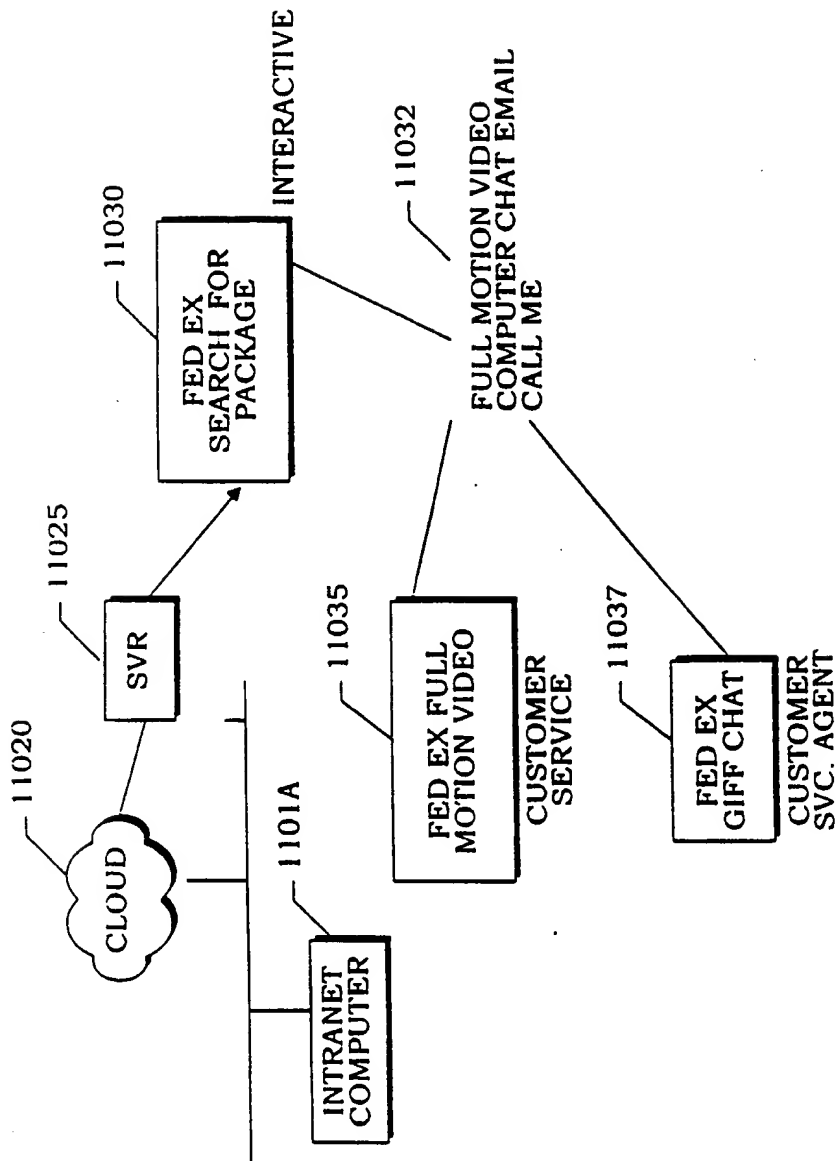 11020
CLOUD
11025
SVR
11030
FED EX
SEARCH FOR
PACKAGE
INTERACTIVE
1101A
INTRANET
COMPUTER
11035
FED EX FULL
MOTION VIDEO
CUSTOMER
SERVICE
11032
FULL MOTION VIDEO
COMPUTER CHAT EMAIL
CALL ME
11037
FED EX
GIFF CHAT
CUSTOMER
SVC. AGENT